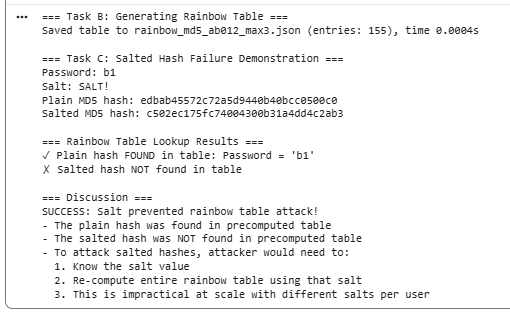 === Task B: Generating Rainbow Table ===
Saved table to rainbow_md5_ab012_max3.json (entries: 155), time 0.0004s
=== Task C: Salted Hash Failure Demonstration ===
Password: b1
Salt: SALT!
Plain MD5 hash: edbab45572c72a5d9440b40bcc0500c0
Salted MD5 hash: c502ec175fc74004300b31a4dd4c2ab3
=== Rainbow Table Lookup Results ===
✓ Plain hash FOUND in table: Password = 'b1'
✗ Salted hash NOT found in table
=== Discussion ===
SUCCESS: Salt prevented rainbow table attack!
- The plain hash was found in precomputed table
- The salted hash was NOT found in precomputed table
- To attack salted hashes, attacker would need to:
1. Know the salt value
2. Re-compute entire rainbow table using that salt
3. This is impractical at scale with different salts per user